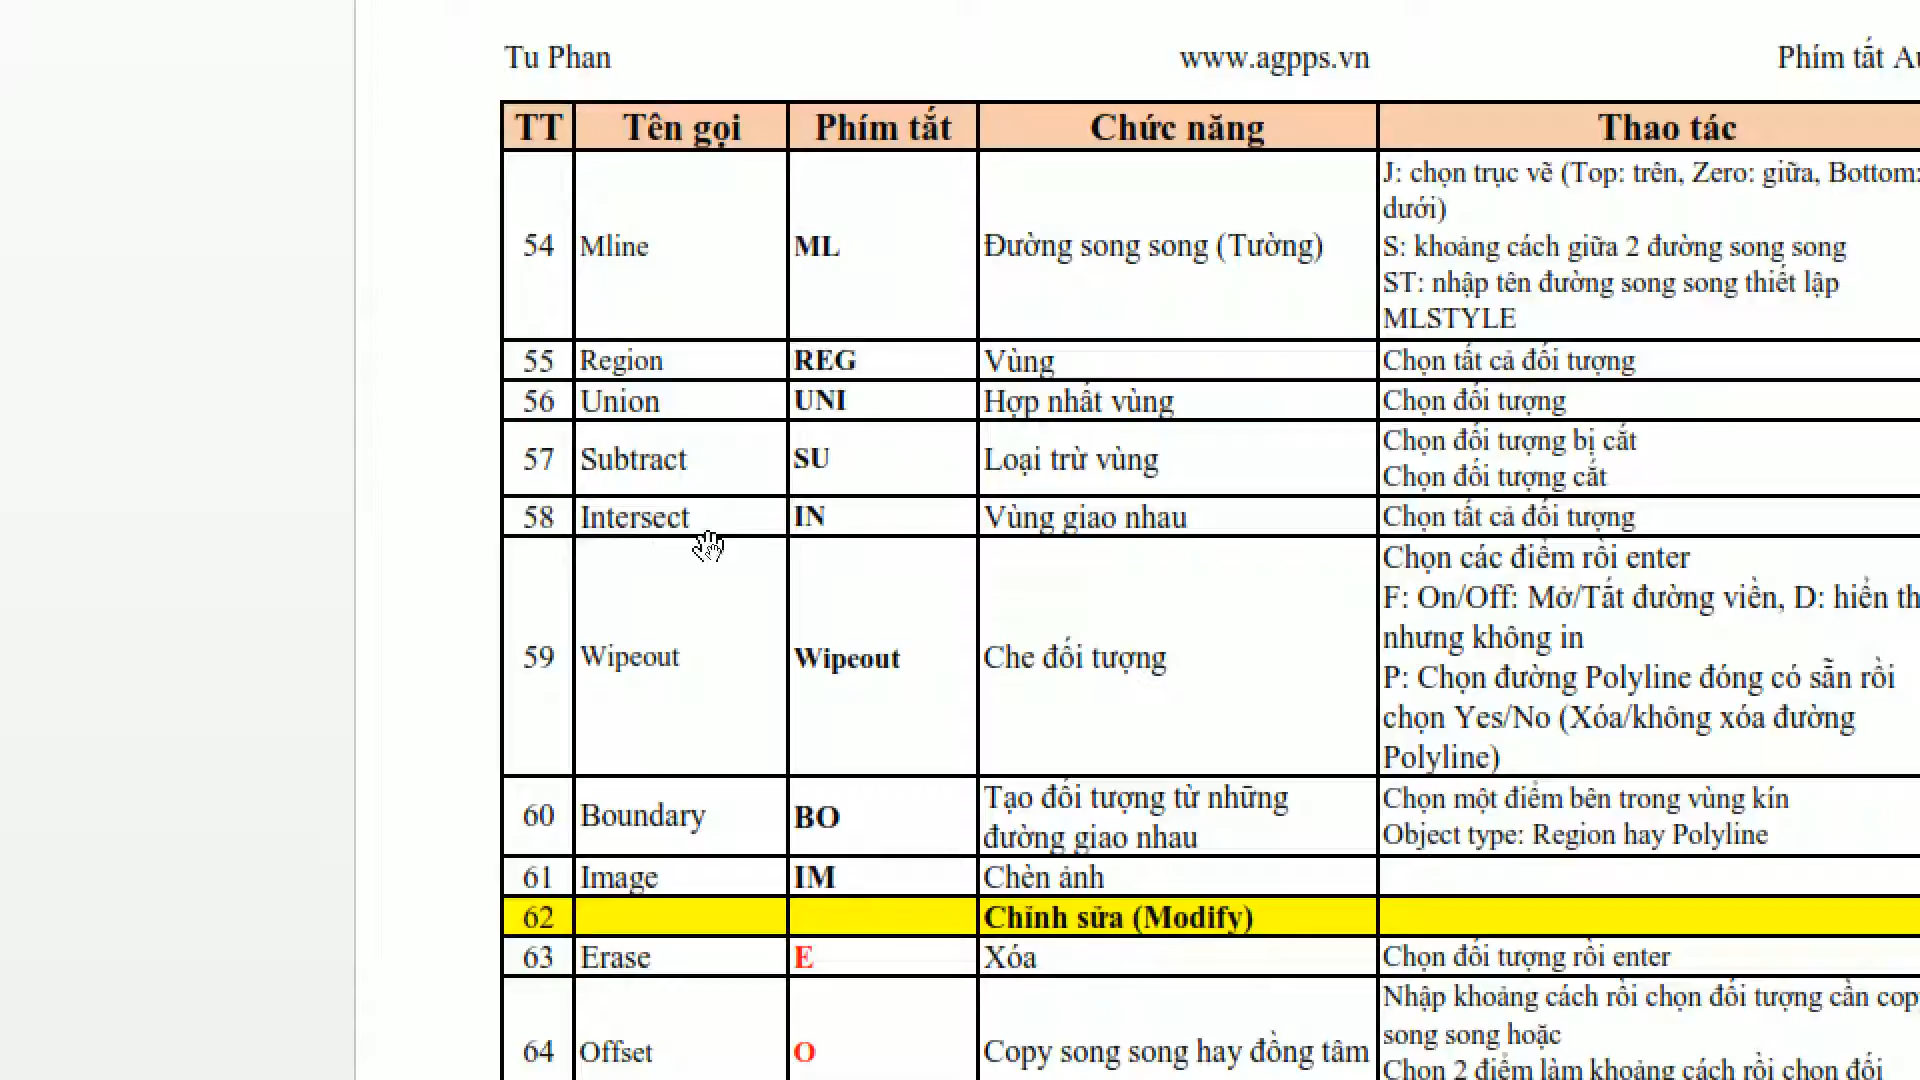 Tu Phan www.agpps.vn Phím tắt
TT Tên gọi Phím tắt Chức năng Thao tác
54 Mline ML Đường song song (Tường) J: chọn trục vẽ (Top: trên, Zero: giữa, Bottom:
dưới)
S: khoảng cách giữa 2 đường song song
ST: nhập tên đường song song thiết lập
MLSTYLE
55 Region REG Vùng Chọn tất cả đối tượng
56 Union UNI Hợp nhất vùng Chọn đối tượng
57 Subtract SU Loại trừ vùng Chọn đối tượng bị cắt
Chọn đối tượng cắt
58 Intersect IN Vùng giao nhau Chọn tất cả đối tượng
59 Wipeout Wipeout Che đối tượng Chọn các điểm rồi enter
F: On/Off: Mở/Tắt đường viền, D: hiển
nhưng không in
P: Chọn đường Polyline đóng có sẵn rồi
chọn Yes/No (Xóa/không xóa đường
Polyline)
60 Boundary BO Tạo đối tượng từ những
đường giao nhau Chọn một điểm bên trong vùng kín
Object type: Region hay Polyline
61 Image IM Chèn ảnh
62 Chỉnh sửa (Modify)
63 Erase E Xóa Chọn đối tượng rồi enter
64 Offset O Copy song song hay đồng tâm Nhập khoảng cách rồi chọn đối tượng cần
song song hoặc
Chọn 2 điểm làm khoảng cách rồi chọn đối